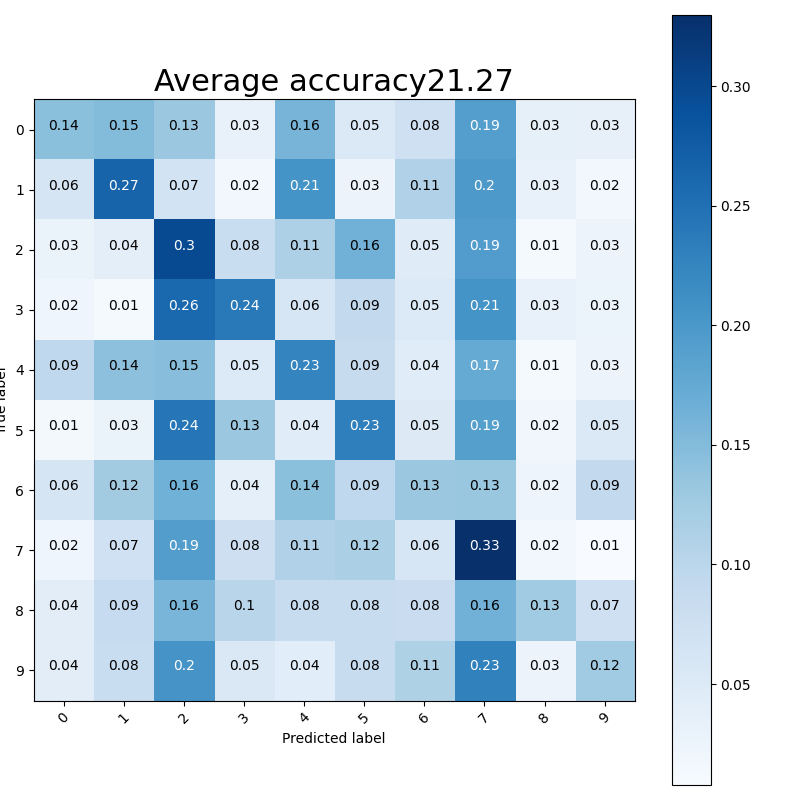 Average accuracy21.27
0 0.14 0.15 0.13 0.03 0.16 0.05 0.08 0.19 0.03 0.03
1 0.06 0.27 0.07 0.02 0.21 0.03 0.11 0.2 0.03 0.02
2 0.03 0.04 0.3 0.08 0.11 0.16 0.05 0.19 0.01 0.03
3 0.02 0.01 0.26 0.24 0.06 0.09 0.05 0.21 0.03 0.03
4 0.09 0.14 0.15 0.05 0.23 0.09 0.04 0.17 0.01 0.03
5 0.01 0.03 0.24 0.13 0.04 0.23 0.05 0.19 0.02 0.05
6 0.06 0.12 0.16 0.04 0.14 0.09 0.13 0.13 0.02 0.09
7 0.02 0.07 0.19 0.08 0.11 0.12 0.06 0.33 0.02 0.01
8 0.04 0.09 0.16 0.1 0.08 0.08 0.08 0.16 0.13 0.07
9 0.04 0.08 0.2 0.05 0.04 0.08 0.11 0.23 0.03 0.12
0 1 2 3 4 5 6 7 8 9
Predicted label
label
0.30
0.25
0.20
0.15
0.10
0.05